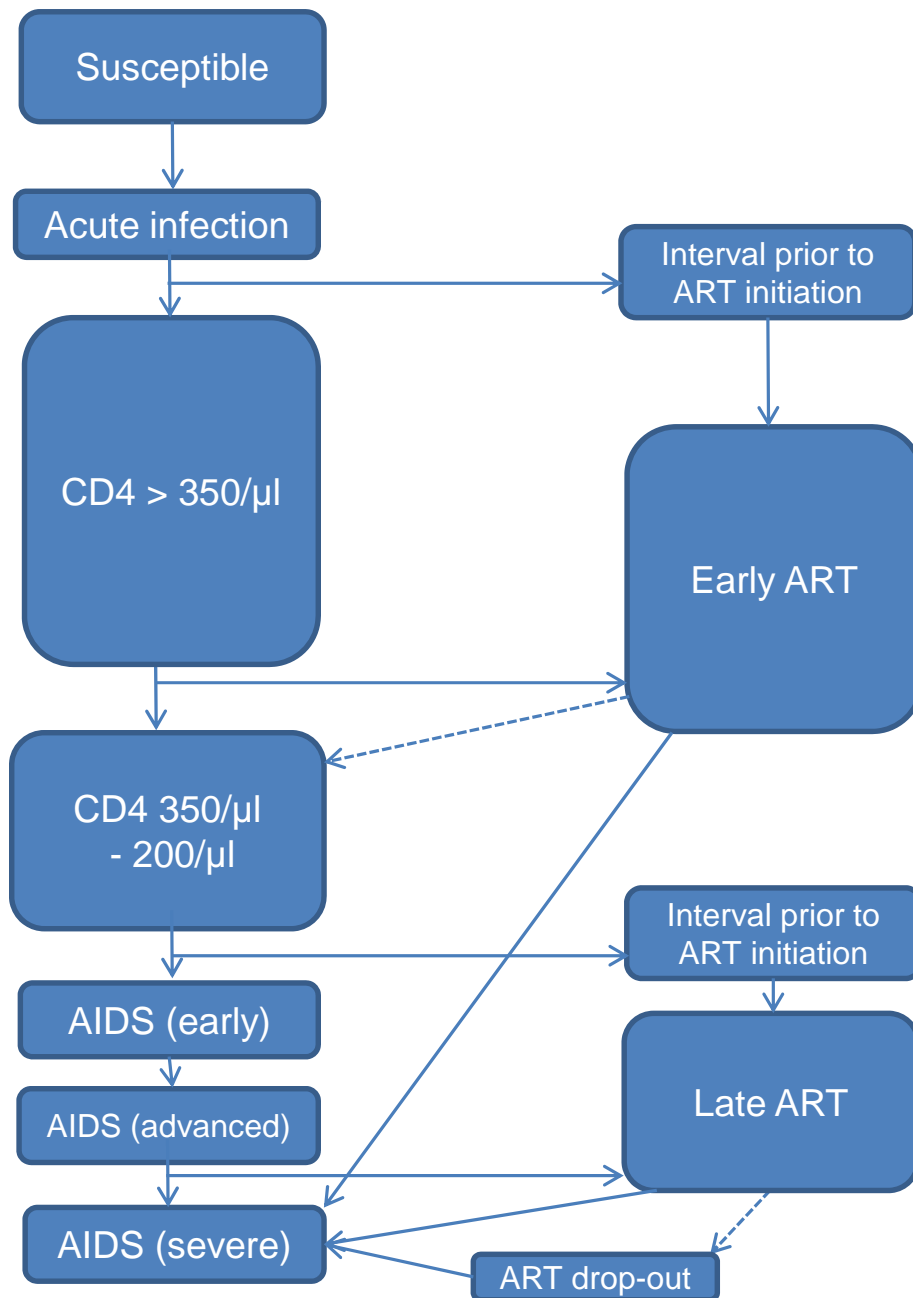 Susceptible
Acute infection
Interval prior to
ART initiation
CD4 > 350/µl
Early ART
CD4 350/µl
- 200/µl
Interval prior to
ART initiation
AIDS (early)
Late ART
AIDS (advanced)
AIDS (severe)
ART drop-out